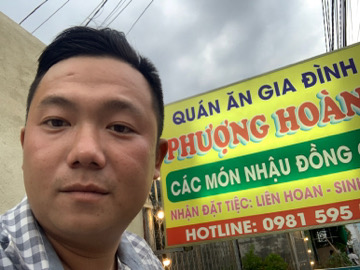 QUÁN ĂN GIA ĐÌNH
PHƯỢNG HOÀN
CÁC MÓN NHẬU ĐỒNG
NHẬN ĐẶT TIỆC: LIÊN HOAN - SINH
HOTLINE: 0981 595